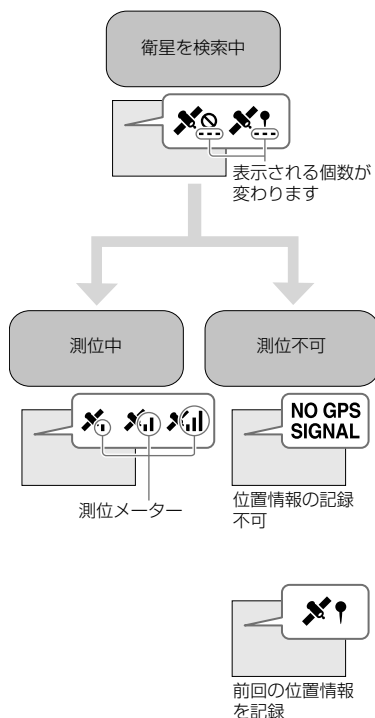 衛星を検索中
表示される個数が
変わります
測位中
測位不可
NO GPS
SIGNAL
測位メーター
位置情報の記録
不可
前回の位置情報
を記録